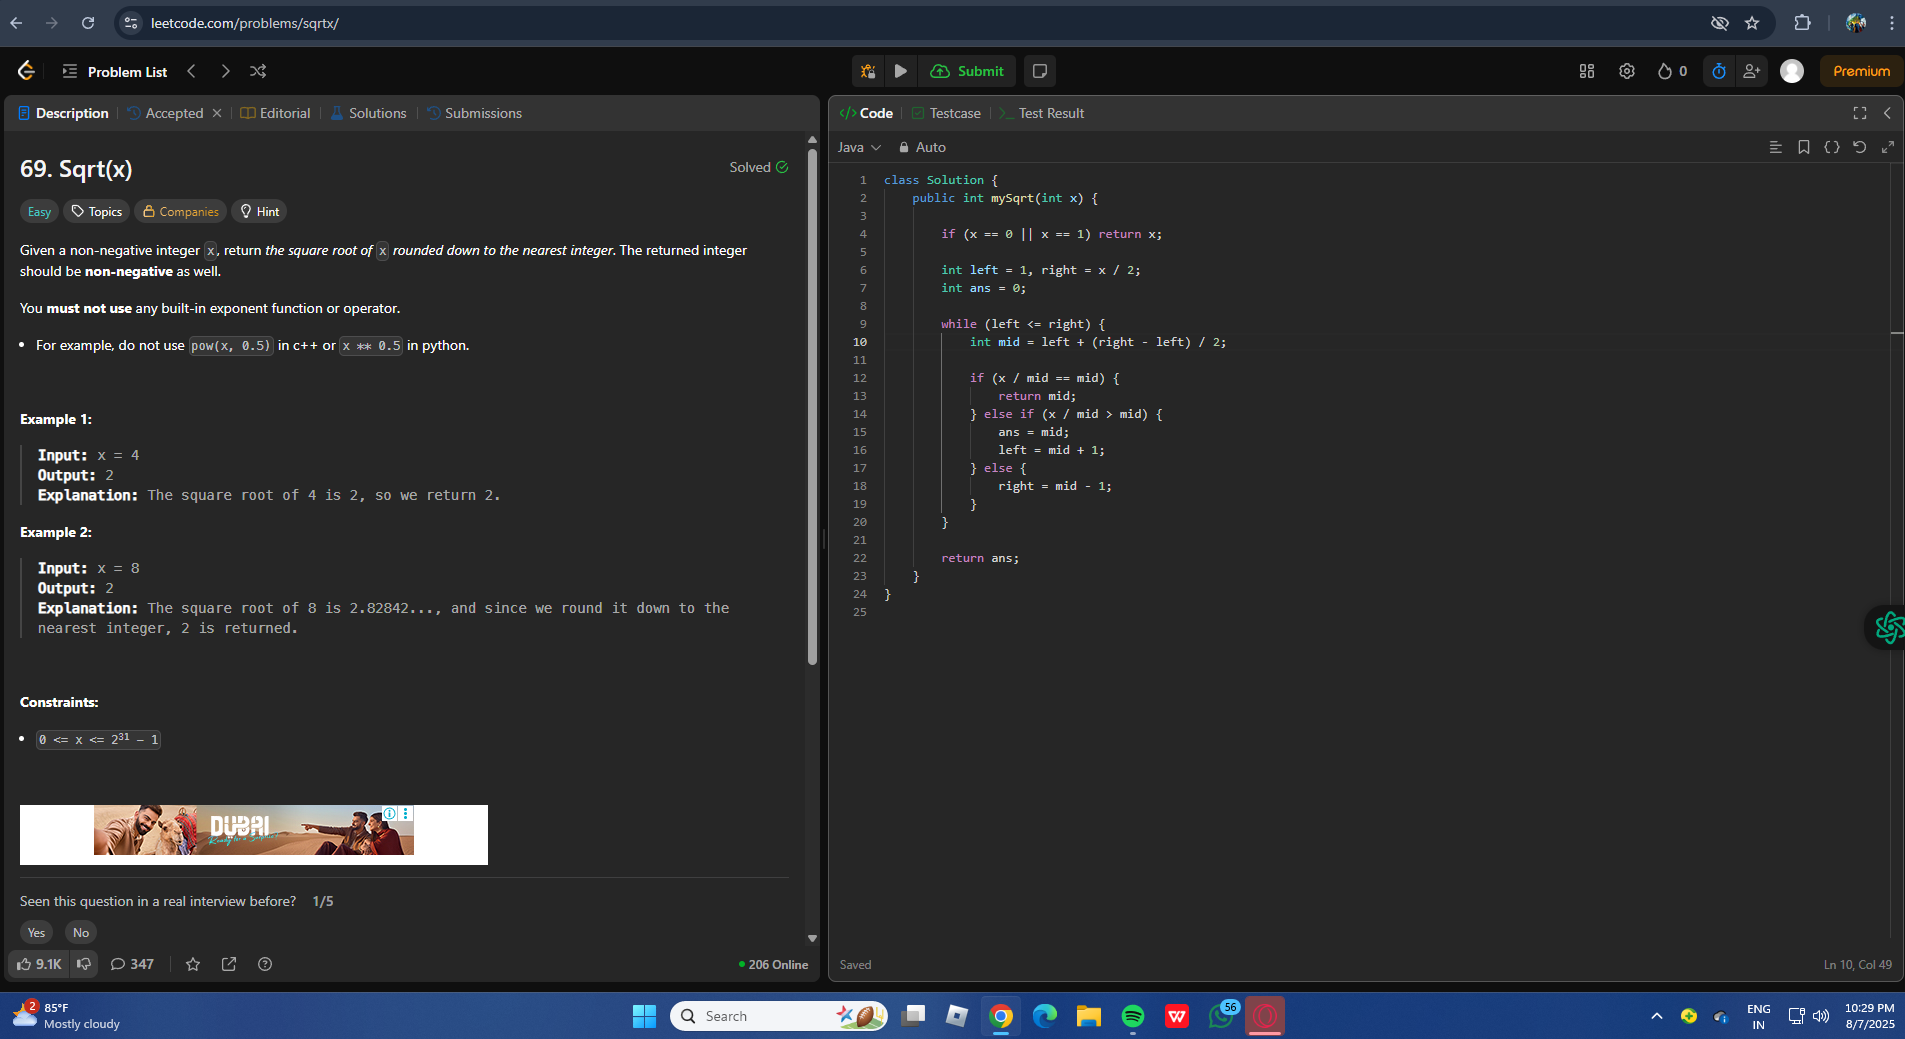 leetcode.com/problems/sqrtx/
Problem List
Submit
0
Premium
Description
Accepted
Editorial
Solutions
Submissions
69. Sqrt(x)
Solved
Easy
Topics
Companies
Hint
Given a non-negative integer x, return the square root of x rounded down to the nearest integer. The returned integer
should be non-negative as well.
You must not use any built-in exponent function or operator.
• For example, do not use pow(x, 0.5) in c++ or x ** 0.5 in python.
Example 1:
Input: x = 4
Output: 2
Explanation: The square root of 4 is 2, so we return 2.
Example 2:
Input: x = 8
Output: 2
Explanation: The square root of 8 is 2.82842..., and since we round it down to the
nearest integer, 2 is returned.
Constraints:
• 0 <= x <= 2³¹ - 1
DUBAI
Seen this question in a real interview before? 1/5
Yes
No
9.1K
347
206 Online
Code
Testcase
Test Result
Java
Auto
1 class Solution {
2 public int mySqrt(int x) {
3
4 if (x == 0 || x == 1) return x;
5
6 int left = 1, right = x / 2;
7 int ans = 0;
8
9 while (left <= right) {
10 int mid = left + (right - left) / 2;
11
12 if (x / mid == mid) {
13 return mid;
14 } else if (x / mid > mid) {
15 ans = mid;
16 left = mid + 1;
17 } else {
18 right = mid - 1;
19 }
20 }
21
22 return ans;
23 }
24 }
25
Saved
Ln 10, Col 49
2
85°F
Mostly cloudy
Search
W
56
ENG
IN
10:29 PM
8/7/2025